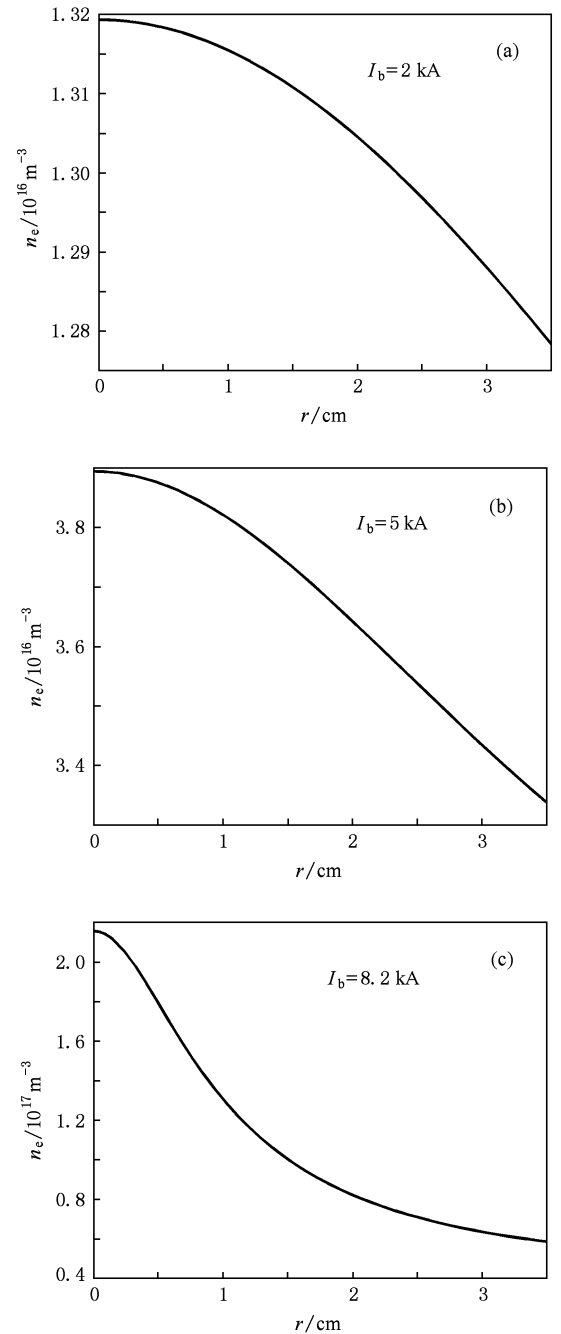 1.32
(a)
I_b=2 kA
1.31
n_e/10^16 m^−3
1.30
1.29
1.28
0 1 2 3
r/cm
(b)
3.8
I_b=5 kA
n_e/10^16 m^−3
3.6
3.4
0 1 2 3
r/cm
(c)
2.0
I_b=8.2 kA
1.6
n_e/10^17 m^−3
1.2
0.8
0.4
0 1 2 3
r/cm